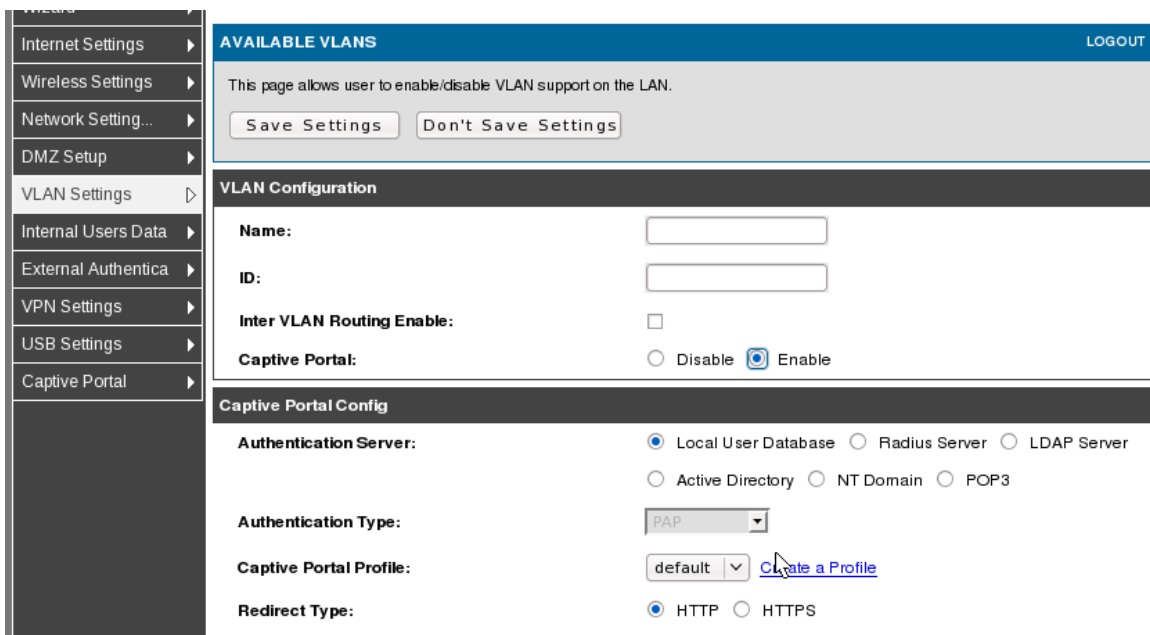 Wizard
Internet Settings
Wireless Settings
Network Setting...
DMZ Setup
VLAN Settings
Internal Users Data
External Authentica
VPN Settings
USB Settings
Captive Portal
AVAILABLE VLANS LOGOUT
This page allows user to enable/disable VLAN support on the LAN.
Save Settings Don't Save Settings
VLAN Configuration
Name:
ID:
Inter VLAN Routing Enable:
Captive Portal: Disable Enable
Captive Portal Config
Authentication Server: Local User Database Radius Server LDAP Server
Active Directory NT Domain POP3
Authentication Type: PAP
Captive Portal Profile: default Create a Profile
Redirect Type: HTTP HTTPS